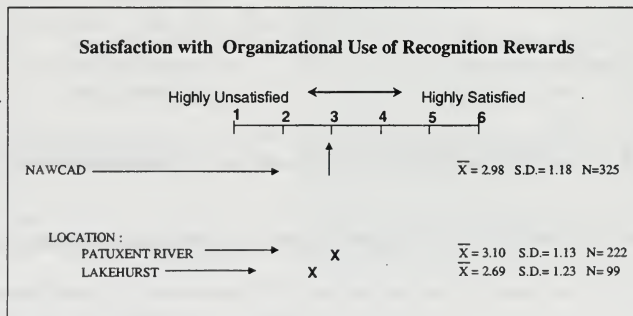 Satisfaction with Organizational Use of Recognition Rewards
Highly Unsatisfied Highly Satisfied
1 2 3 4 5 6
NAWCAD X = 2.98 S.D.= 1.18 N=325
LOCATION :
PATUXENT RIVER X X = 3.10 S.D.= 1.13 N= 222
LAKEHURST X X = 2.69 S.D.= 1.23 N= 99